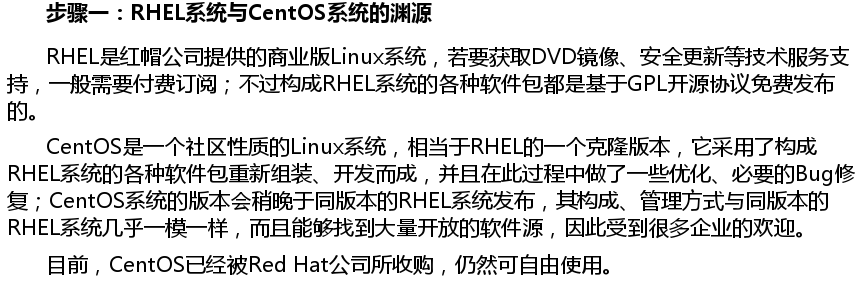 步骤一：RHEL系统与CentOS系统的渊源
RHEL是红帽公司提供的商业版Linux系统，若要获取DVD镜像、安全更新等技术服务支
持，一般需要付费订阅；不过构成RHEL系统的各种软件包都是基于GPL开源协议免费发布
的。
CentOS是一个社区性质的Linux系统，相当于RHEL的一个克隆版本，它采用了构成
RHEL系统的各种软件包重新组装、开发而成，并且在此过程中做了一些优化、必要的Bug修
复；CentOS系统的版本会稍晚于同版本的RHEL系统发布，其构成、管理方式与同版本的
RHEL系统几乎一模一样，而且能够找到大量开放的软件源，因此受到很多企业的欢迎。
目前，CentOS已经被Red Hat公司所收购，仍然可自由使用。